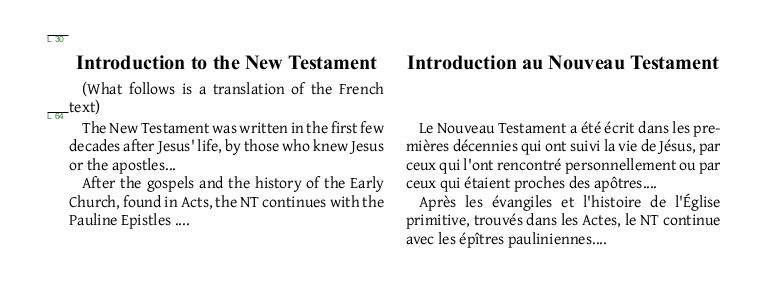 L 30
Introduction to the New Testament
(What follows is a translation of the French
text)
L 64
The New Testament was written in the first few
decades after Jesus' life, by those who knew Jesus
or the apostles...
After the gospels and the history of the Early
Church, found in Acts, the NT continues with the
Pauline Epistles ....
Introduction au Nouveau Testament
Le Nouveau Testament a été écrit dans les pre-
mières décennies qui ont suivi la vie de Jésus, par
ceux qui l'ont rencontré personnellement ou par
ceux qui étaient proches des apôtres....
Après les évangiles et l'histoire de l'Église
primitive, trouvés dans les Actes, le NT continue
avec les épîtres pauliniennes....